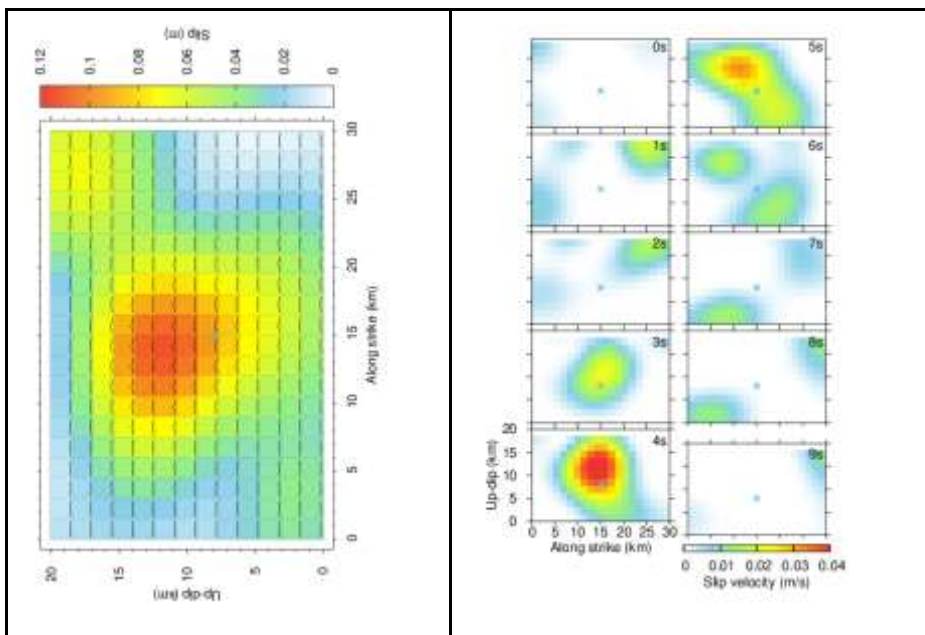 Slip (m)
0.12 0.1 0.08 0.06 0.04 0.02 0
30
25
20
15
10
5
0
Along strike (km)
20 15 10 5 0
Up-dip (km)
0s
5s
1s
6s
2s
7s
3s
8s
4s
9s
20
15
10
5
0
Up-dip (km)
0 5 10 15 20 25 30
Along strike (km)
0 0.01 0.02 0.03 0.04
Slip velocity (m/s)